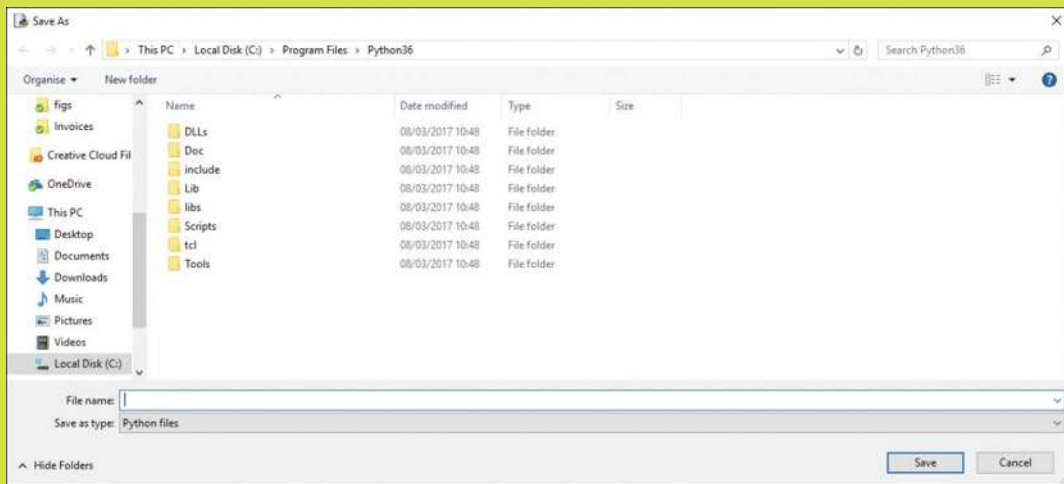 Save As
This PC > Local Disk (C:) > Program Files > Python36
Search Python36
Organise
New folder
figs
Invoices
Creative Cloud Fil
OneDrive
This PC
Desktop
Documents
Downloads
Music
Pictures
Videos
Local Disk (C:)
Name Date modified Type Size
DLLs 08/03/2017 10:48 File folder
Doc 08/03/2017 10:48 File folder
include 08/03/2017 10:48 File folder
Lib 08/03/2017 10:48 File folder
libs 08/03/2017 10:48 File folder
Scripts 08/03/2017 10:48 File folder
tcl 08/03/2017 10:48 File folder
Tools 08/03/2017 10:48 File folder
File name:
Save as type: Python files
Hide Folders
Save
Cancel